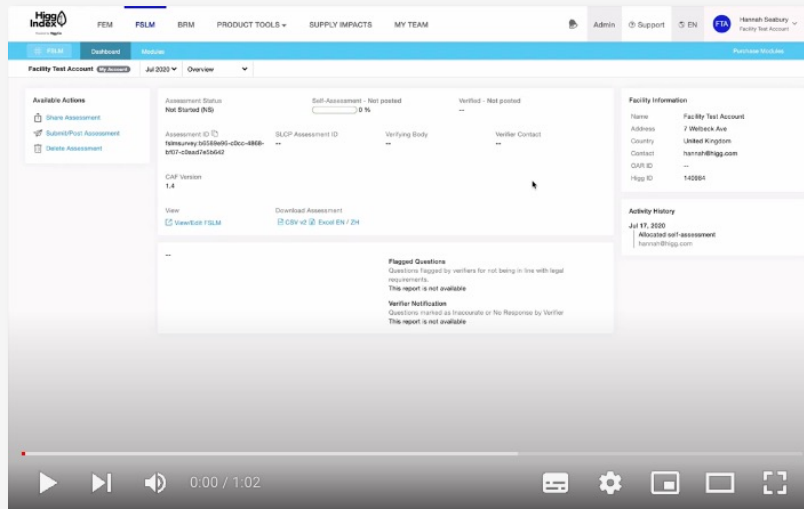 Higg Index
FEM FSLM BRM PRODUCT TOOLS SUPPLY IMPACTS MY TEAM Admin Support EN FTA Hannah Seabury
Facility Test Account
FSLM Dashboard Modules Purchase Modules
Facility Test Account My Account Jul 2020 Overview
Available Actions
Share Assessment
Submit/Post Assessment
Delete Assessment
Assessment Status Self-Assessment - Not posted Verified - Not posted
Not Started (NS) 0 % --
Assessment ID SLCP Assessment ID Verifying Body Verifier Contact
-- -- --
CAF Version
1.4
View Download Assessment
View/Edit FSLM CSV v2 Excel EN / ZH
--
Flagged Questions
Questions flagged by verifiers for not being in line with legal
requirements.
This report is not available
Verifier Notification
Questions marked as Inaccurate or No Response by Verifier
This report is not available
Facility Information
Name Facility Test Account
Address 7 Welbeck Ave
Country United Kingdom
Contact hannah@higg.com
OAR ID --
Higg ID
Activity History
Jul 17, 2020
Allocated self-assessment
hannah@higg.com
0:00 / 1:02